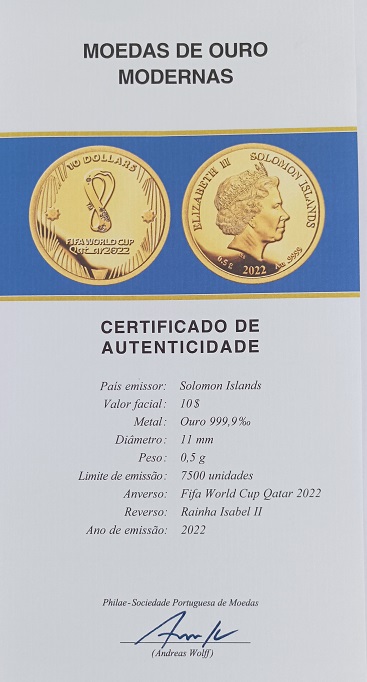 MOEDAS DE OURO
MODERNAS
10 DOLLARS
FIFA WORLD CUP
Qatar2022
ELIZABETH II SOLOMON ISLANDS
0.5 g 2022 Au .9999
CERTIFICADO DE
AUTENTICIDADE
País emissor: Solomon Islands
Valor facial: 10$
Metal: Ouro 999,9‰
Diâmetro: 11 mm
Peso: 0,5 g
Limite de emissão: 7500 unidades
Anverso: Fifa World Cup Qatar 2022
Reverso: Rainha Isabel II
Ano de emissão: 2022
Philae-Sociedade Portuguesa de Moedas
(Andreas Wolff)